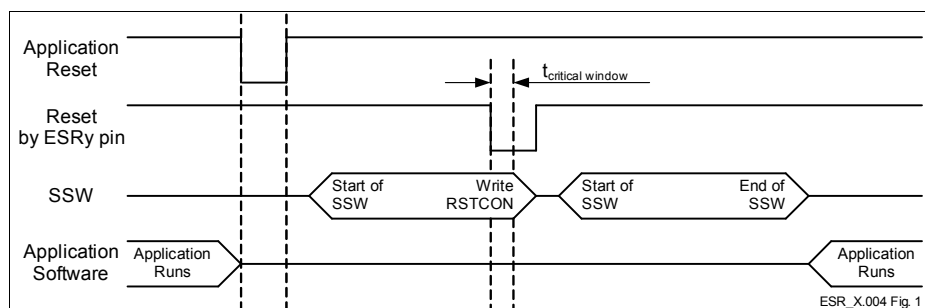 Application
Reset
t critical window
Reset
by ESRy pin
SSW
Start of
SSW
Write
RSTCON
Start of
SSW
End of
SSW
Application
Software
Application
Runs
Application
Runs
ESR_X.004 Fig. 1